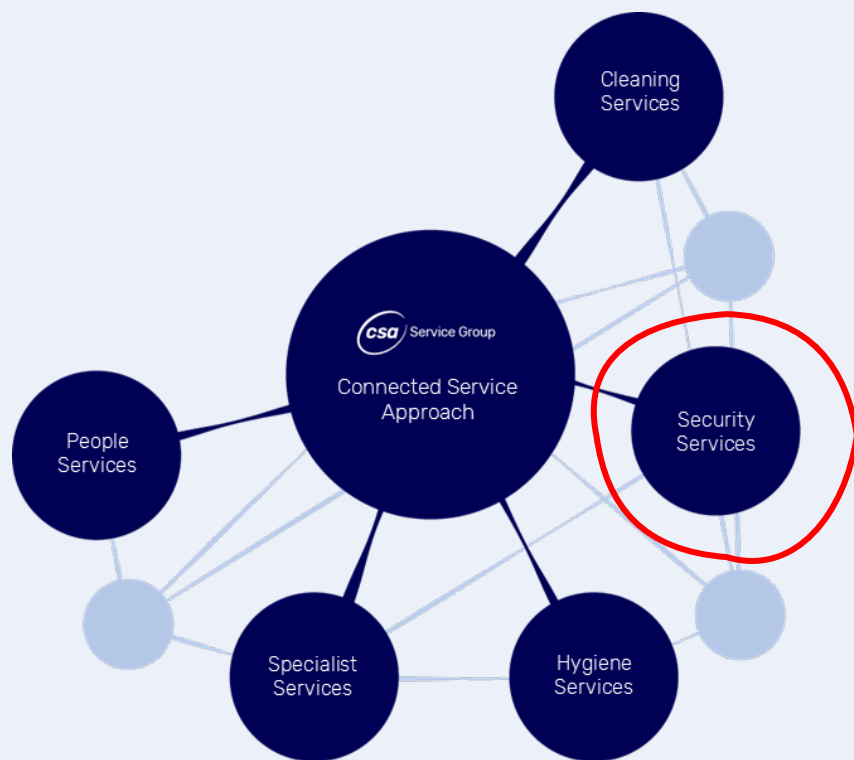 Cleaning
Services
csa Service Group
Connected Service
Approach
Security
Services
People
Services
Specialist
Services
Hygiene
Services